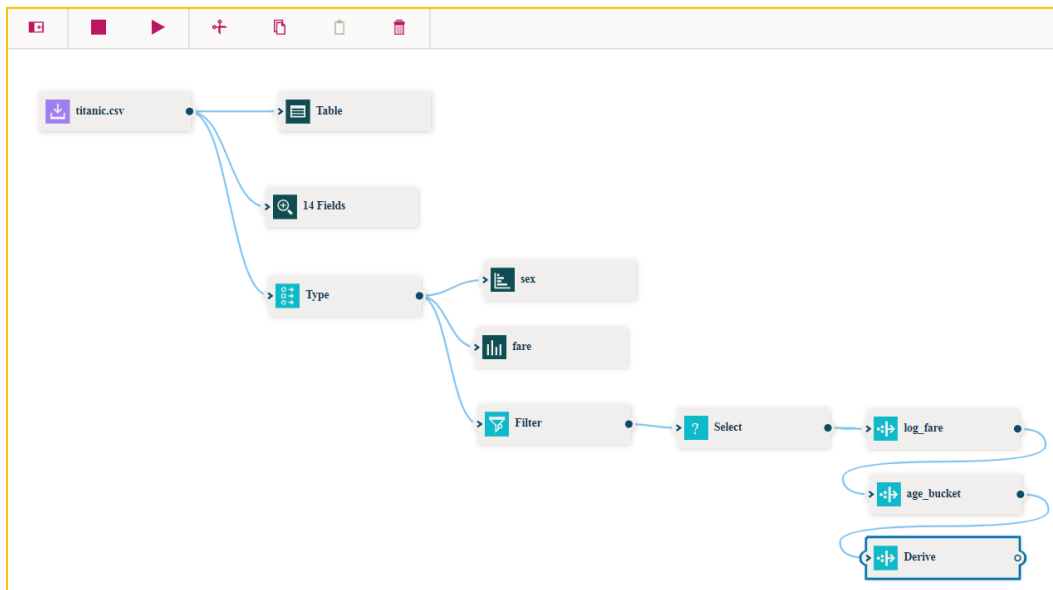 titanic.csv
Table
14 Fields
Type
sex
fare
Filter
? Select
log_fare
age_bucket
Derive